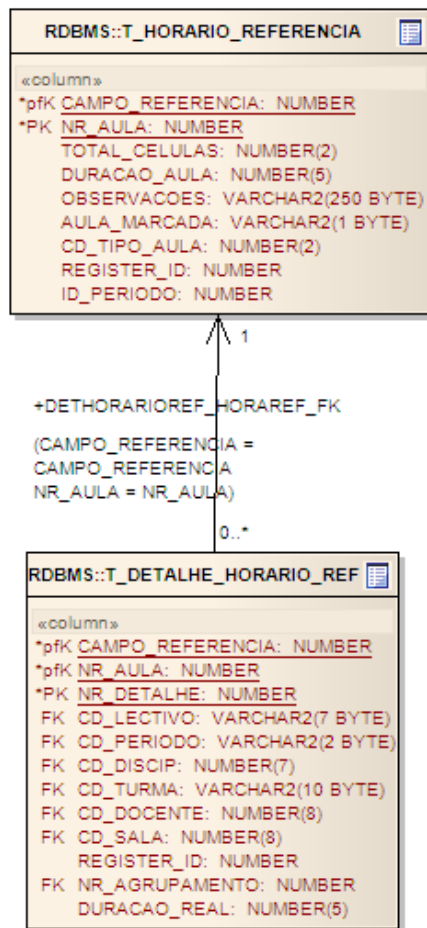 RDBMS::T_HORARIO_REFERENCIA
«column»
*pfK CAMPO_REFERENCIA: NUMBER
*PK NR_AULA: NUMBER
TOTAL_CELULAS: NUMBER(2)
DURACAO_AULA: NUMBER(5)
OBSERVACOES: VARCHAR2(250 BYTE)
AULA_MARCADA: VARCHAR2(1 BYTE)
CD_TIPO_AULA: NUMBER(2)
REGISTER_ID: NUMBER
ID_PERIODO: NUMBER
1
+DETHORARIOREF_HORAREF_FK
(CAMPO_REFERENCIA =
CAMPO_REFERENCIA
NR_AULA = NR_AULA)
0..*
RDBMS::T_DETALHE_HORARIO_REF
«column»
*pfK CAMPO_REFERENCIA: NUMBER
*pfK NR_AULA: NUMBER
*PK NR_DETALHE: NUMBER
FK CD_LECTIVO: VARCHAR2(7 BYTE)
FK CD_PERIODO: VARCHAR2(2 BYTE)
FK CD_DISCIP: NUMBER(7)
FK CD_TURMA: VARCHAR2(10 BYTE)
FK CD_DOCENTE: NUMBER(8)
FK CD_SALA: NUMBER(8)
REGISTER_ID: NUMBER
FK NR_AGRUPAMENTO: NUMBER
DURACAO_REAL: NUMBER(5)